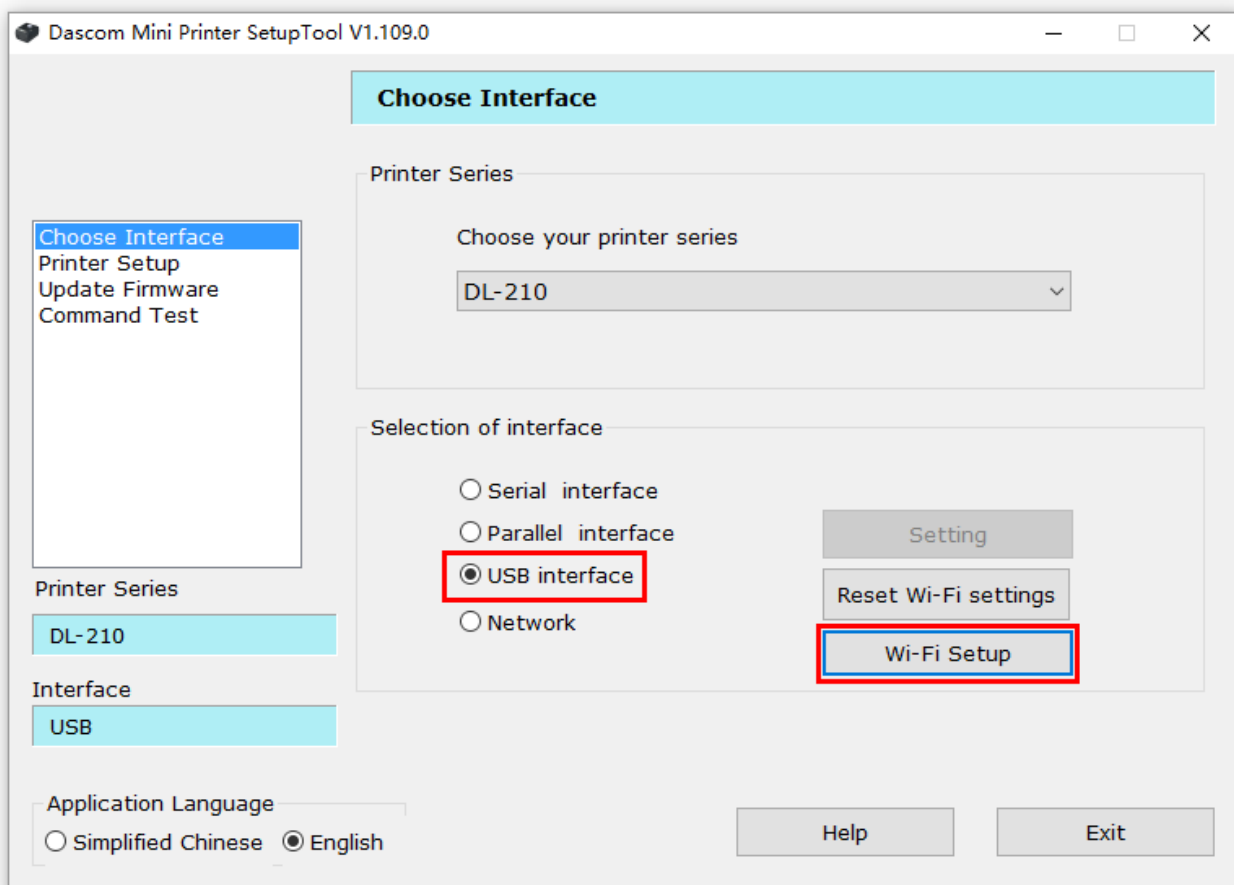 Dascom Mini Printer SetupTool V1.109.0
Choose Interface
Choose Interface
Printer Setup
Update Firmware
Command Test
Printer Series
DL-210
Interface
USB
Printer Series
Choose your printer series
DL-210
Selection of interface
Serial interface
Parallel interface
USB interface
Network
Setting
Reset Wi-Fi settings
Wi-Fi Setup
Application Language
Simplified Chinese English
Help Exit